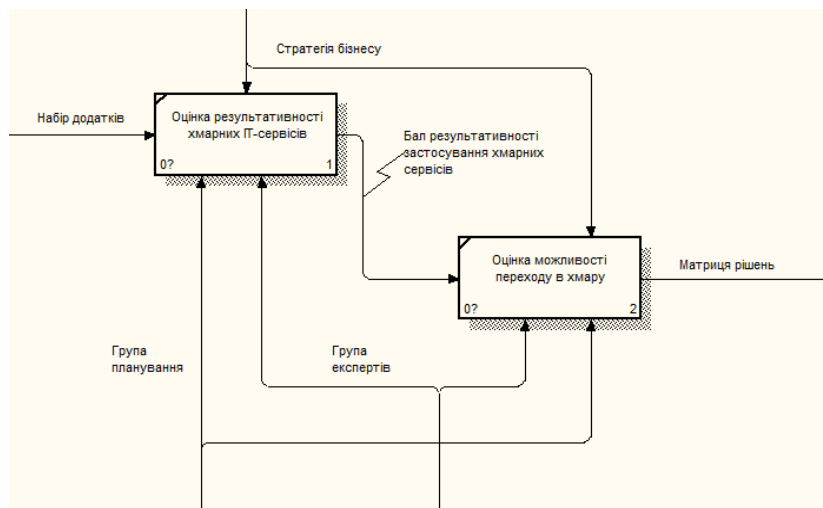 Стратегія бізнесу
Набір додатків
Оцінка результативності
хмарних ІТ-сервісів
0?
1
Бал результативності
застосування хмарних
сервісів
Оцінка можливості
переходу в хмару
0?
2
Матриця рішень
Група
планування
Група
експертів